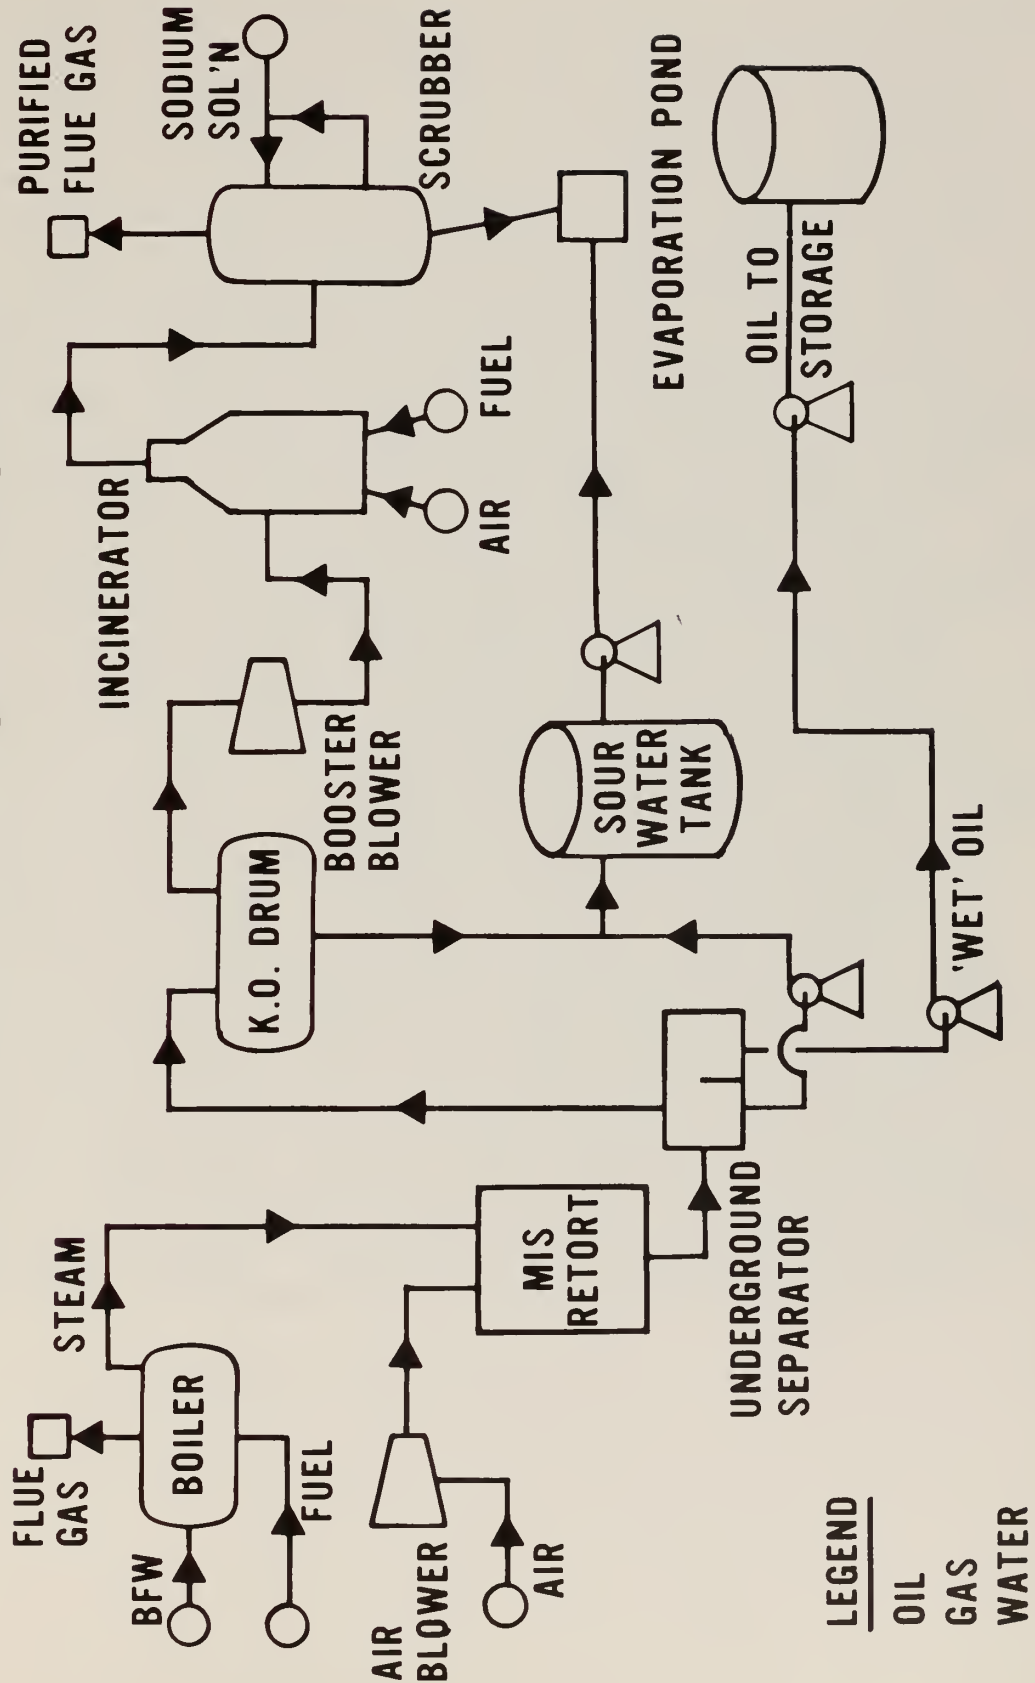 FLUE
GAS
BFW
BOILER
FUEL
STEAM
AIR
BLOWER
AIR
MIS
RETORT
UNDERGROUND
SEPARATOR
K.O. DRUM
BOOSTER
BLOWER
INCINERATOR
AIR
FUEL
PURIFIED
FLUE GAS
SODIUM
SOL'N
SCRUBBER
SOUR
WATER
TANK
EVAPORATION POND
'WET' OIL
OIL TO
STORAGE
LEGEND
OIL
GAS
WATER